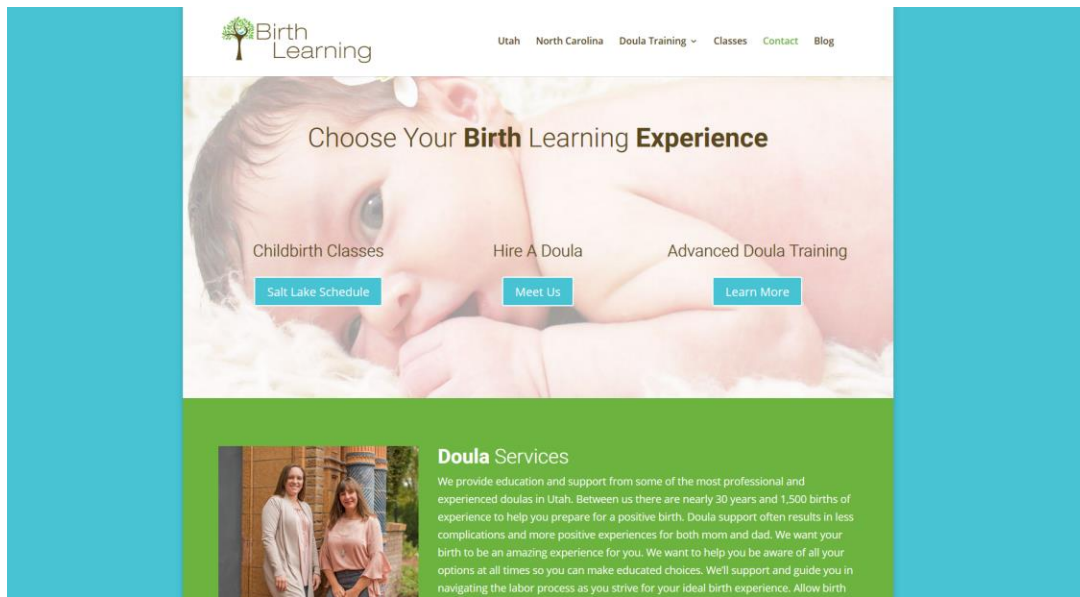 Birth
Learning
Utah North Carolina Doula Training Classes Contact Blog
Choose Your Birth Learning Experience
Childbirth Classes Hire A Doula Advanced Doula Training
Salt Lake Schedule Meet Us Learn More
Doula Services
We provide education and support from some of the most professional and
experienced doulas in Utah. Between us there are nearly 30 years and 1,500 births of
experience to help you prepare for a positive birth. Doula support often results in less
complications and more positive experiences for both mom and dad. We want your
birth to be an amazing experience for you. We want to help you be aware of all your
options at all times so you can make educated choices. We'll support and guide you in
navigating the labor process as you strive for your ideal birth experience. Allow birth